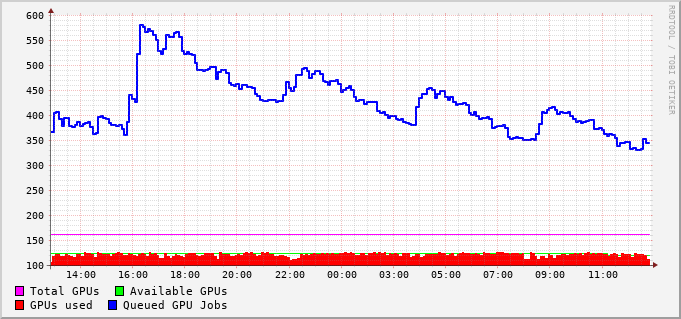 600
550
500
450
400
350
300
250
200
150
100
14:00 16:00 18:00 20:00 22:00 00:00 03:00 05:00 07:00 09:00 11:00
Total GPUs Available GPUs
GPUs used Queued GPU Jobs
RRDTOOL / TOBI OETIKER